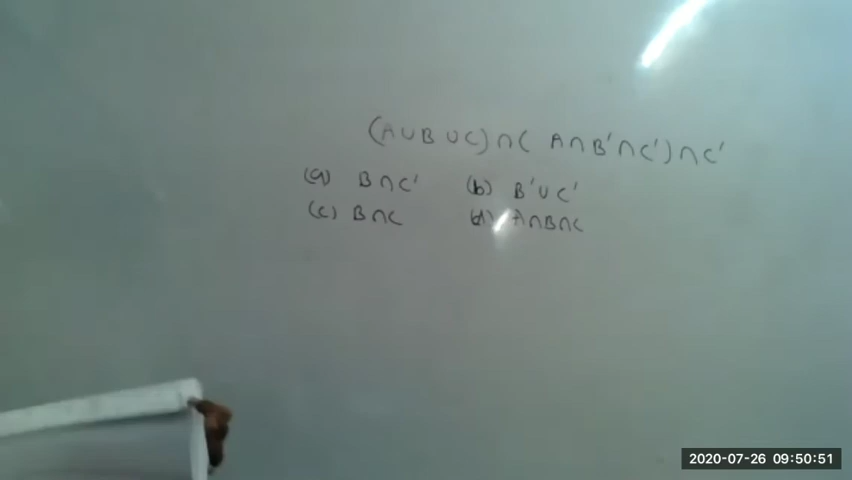 (A∪B∪C)∩( A∩B'∩C')∩C'
(a) B∩C' (b) B'∪C'
(c) B∩C (d) A∩B∩C
2020-07-26 09:50:51